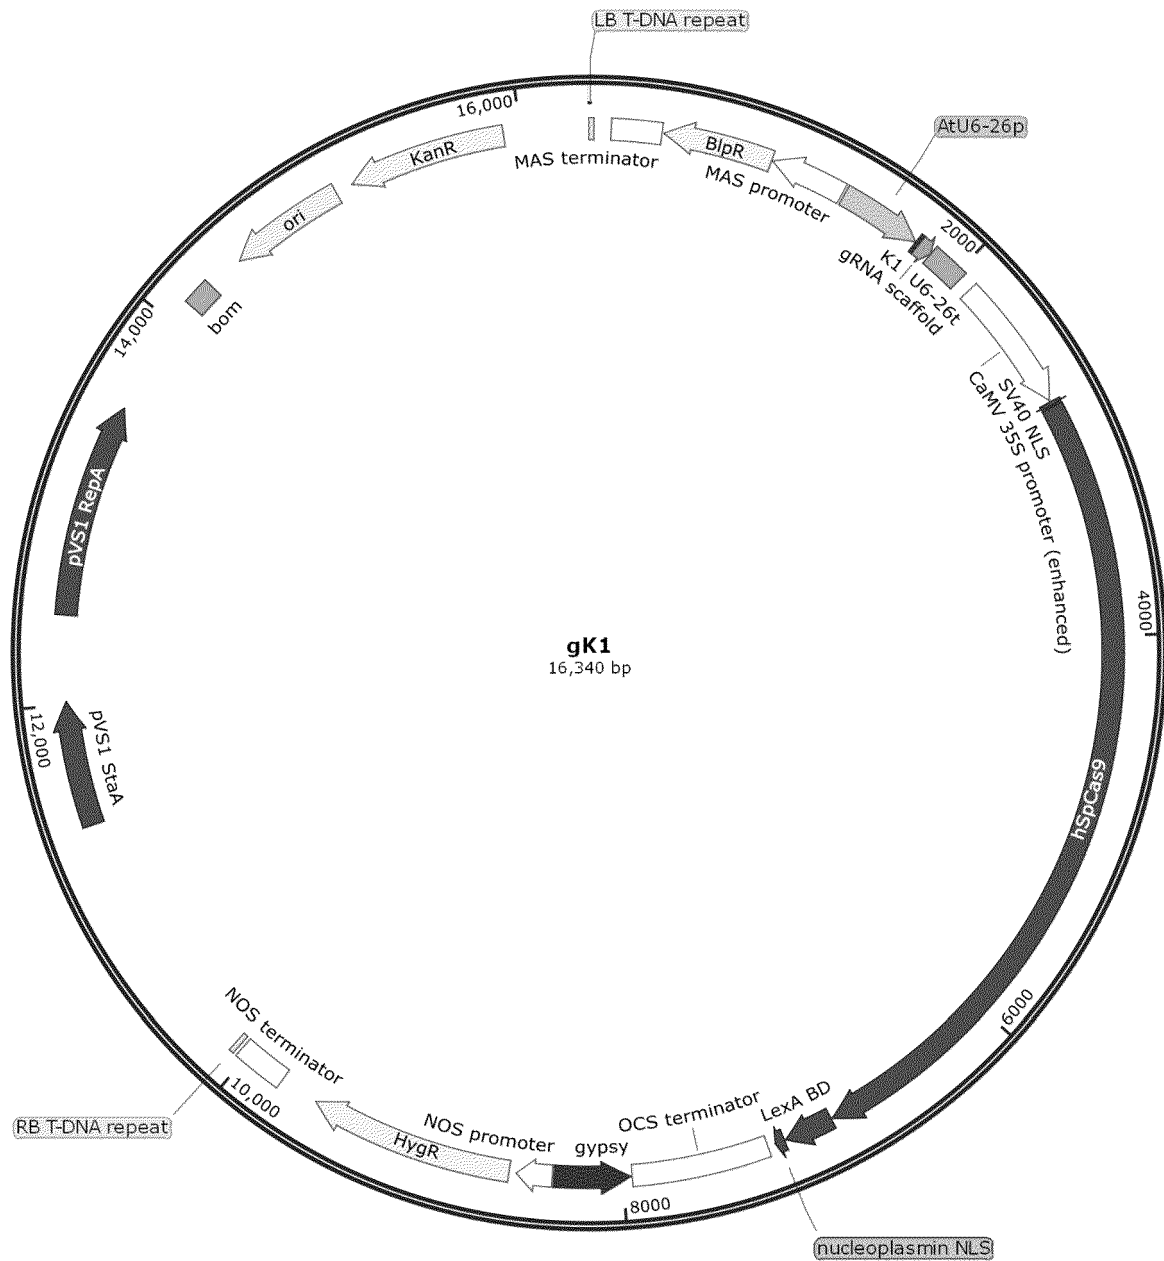 LB T-DNA repeat
16,000
KanR
MAS terminator
BlpR
MAS promoter
AtU6-26p
2000
ori
K1
gRNA scaffold
U6-26t
bom
14,000
SV40 NLS
CaMV 35S promoter (enhanced)
pVS1 RepA
4000
gK1
16,340 bp
12,000
pVS1 StaA
hSpCas9
6000
NOS terminator
10,000
RB T-DNA repeat
HygR
NOS promoter
gypsy
OCS terminator
LexA BD
8000
nucleoplasmin NLS